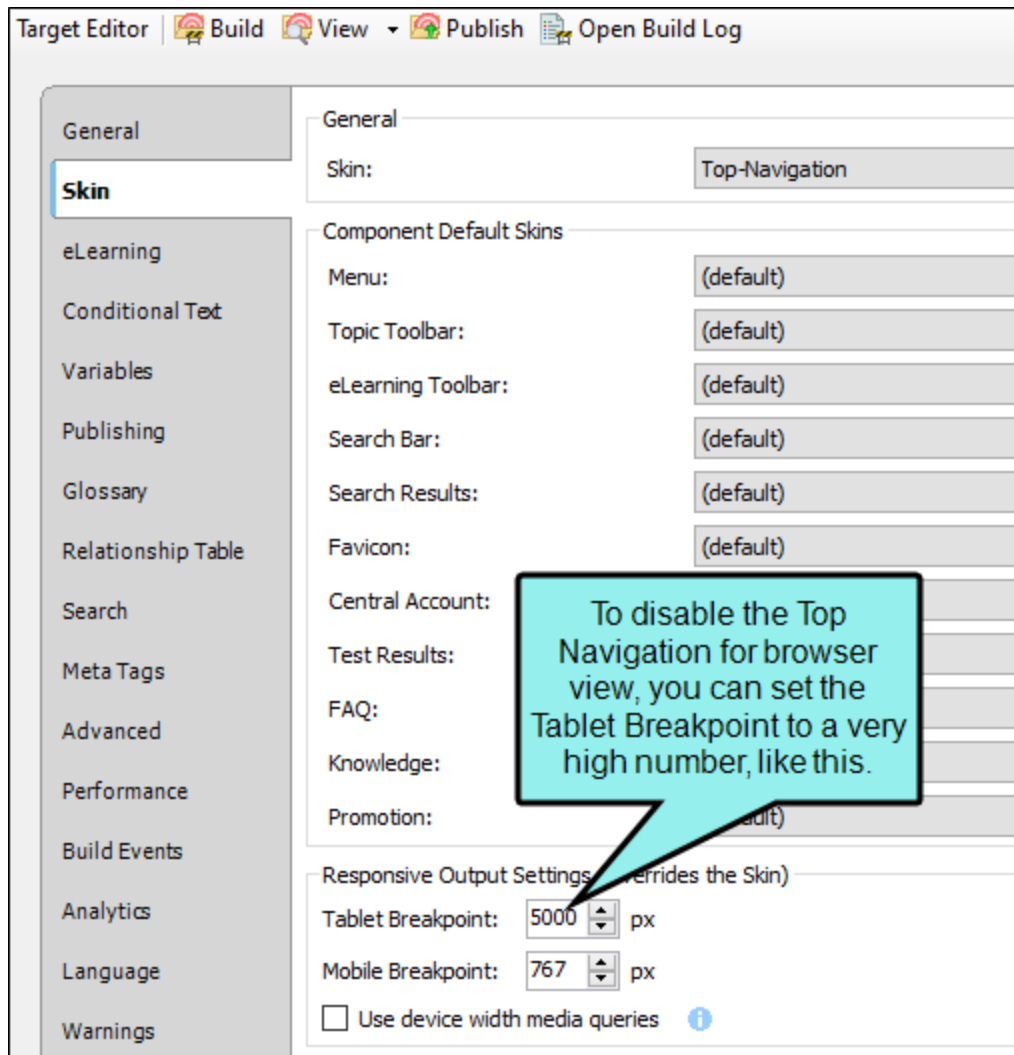 Target Editor Build View Publish Open Build Log
General
Skin
eLearning
Conditional Text
Variables
Publishing
Glossary
Relationship Table
Search
Meta Tags
Advanced
Performance
Build Events
Analytics
Language
Warnings
General
Skin: Top-Navigation
Component Default Skins
Menu: (default)
Topic Toolbar: (default)
eLearning Toolbar: (default)
Search Bar: (default)
Search Results: (default)
Favicon: (default)
Central Account:
Test Results:
FAQ:
Knowledge:
Promotion:
To disable the Top
Navigation for browser
view, you can set the
Tablet Breakpoint to a very
high number, like this.
Responsive Output Settings the Skin)
Tablet Breakpoint: 5000 px
Mobile Breakpoint: 767 px
Use device width media queries